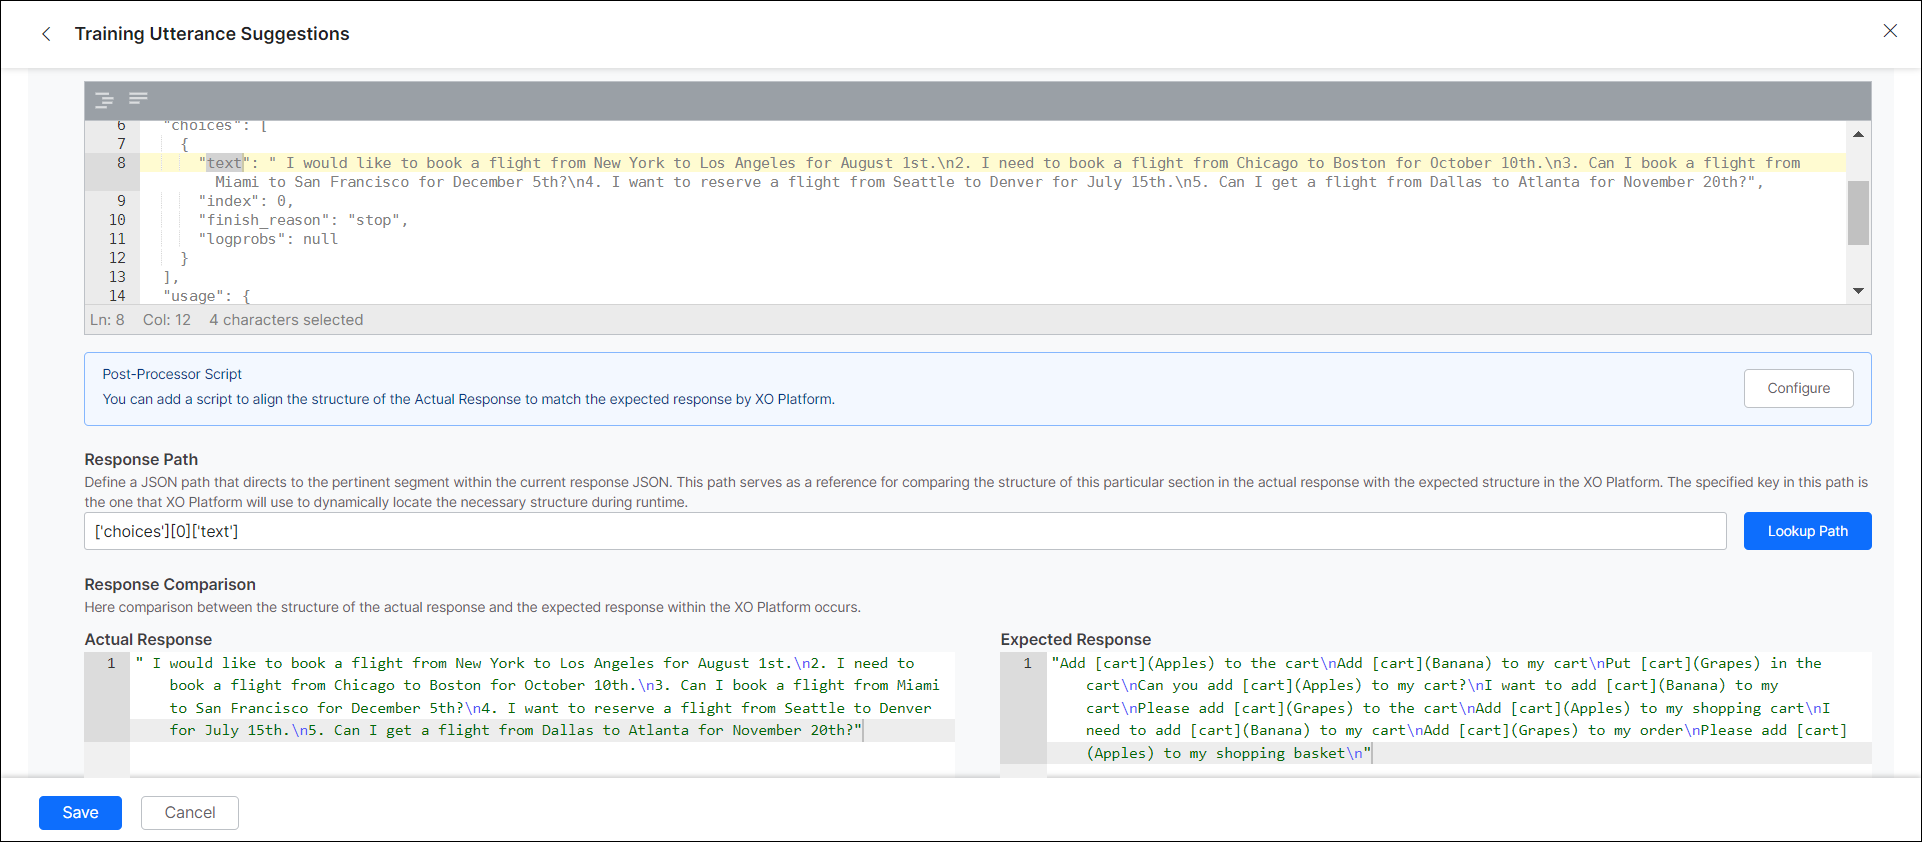 Training Utterance Suggestions
6 "choices": [
7 {
8 "text": " I would like to book a flight from New York to Los Angeles for August 1st.\n2. I need to book a flight from Chicago to Boston for October 10th.\n3. Can I book a flight from
Miami to San Francisco for December 5th?\n4. I want to reserve a flight from Seattle to Denver for July 15th.\n5. Can I get a flight from Dallas to Atlanta for November 20th?",
9 "index": 0,
10 "finish_reason": "stop",
11 "logprobs": null
12 }
13 ],
14 "usage": {
Ln: 8 Col: 12 4 characters selected
Post-Processor Script
You can add a script to align the structure of the Actual Response to match the expected response by XO Platform.
Configure
Response Path
Define a JSON path that directs to the pertinent segment within the current response JSON. This path serves as a reference for comparing the structure of this particular section in the actual response with the expected structure in the XO Platform. The specified key in this path is
the one that XO Platform will use to dynamically locate the necessary structure during runtime.
['choices'][0]['text']
Lookup Path
Response Comparison
Here comparison between the structure of the actual response and the expected response within the XO Platform occurs.
Actual Response
1 " I would like to book a flight from New York to Los Angeles for August 1st.\n2. I need to
book a flight from Chicago to Boston for October 10th.\n3. Can I book a flight from Miami
to San Francisco for December 5th?\n4. I want to reserve a flight from Seattle to Denver
for July 15th.\n5. Can I get a flight from Dallas to Atlanta for November 20th?"
Expected Response
1 "Add [cart](Apples) to the cart\nAdd [cart](Banana) to my cart\nPut [cart](Grapes) in the
cart\nCan you add [cart](Apples) to my cart?\nI want to add [cart](Banana) to my
cart\nPlease add [cart](Grapes) to the cart\nAdd [cart](Apples) to my shopping cart\nI
need to add [cart](Banana) to my cart\nAdd [cart](Grapes) to my order\nPlease add [cart]
(Apples) to my shopping basket\n"
Save
Cancel